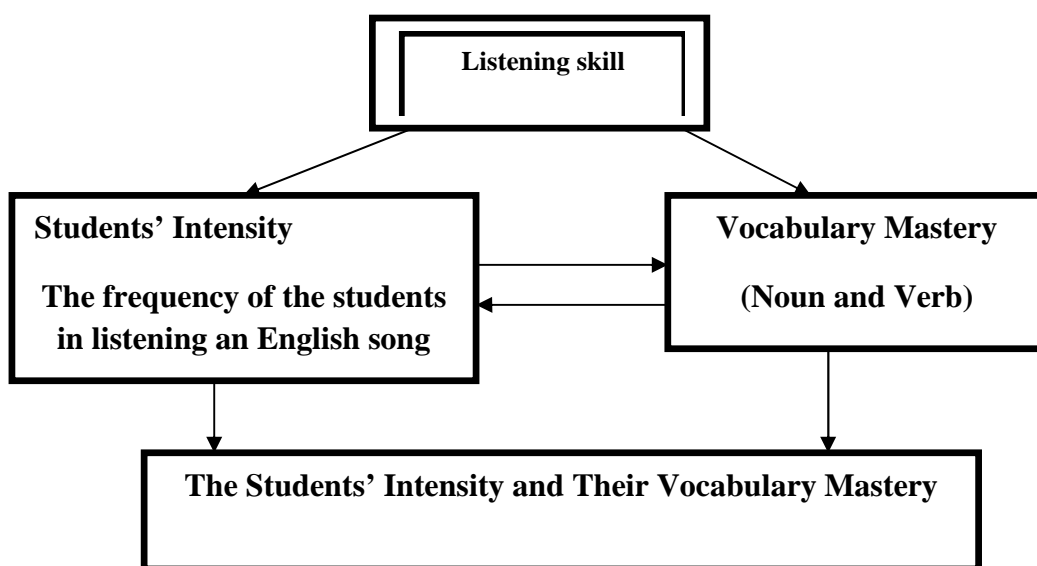 Listening skill
Students’ Intensity
The frequency of the students
in listening an English song
Vocabulary Mastery
(Noun and Verb)
The Students’ Intensity and Their Vocabulary Mastery